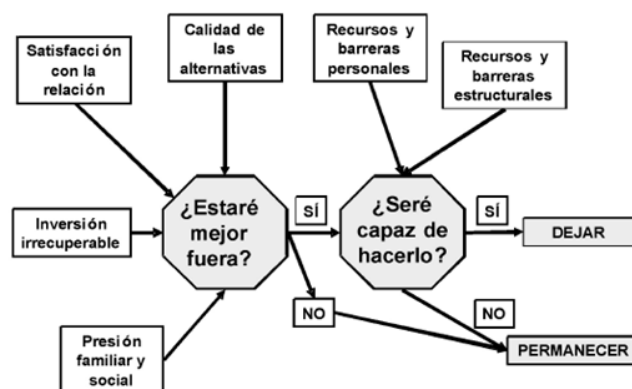 Satisfacción
con la
relación
Calidad de
las
alternativas
Recursos y
barreras
personales
Recursos y
barreras
estructurales
Inversión
irrecuperable
¿Estaré
mejor
fuera?
SÍ
¿Seré
capaz de
hacerlo?
SÍ
DEJAR
NO
NO
Presión
familiar y
social
PERMANECER